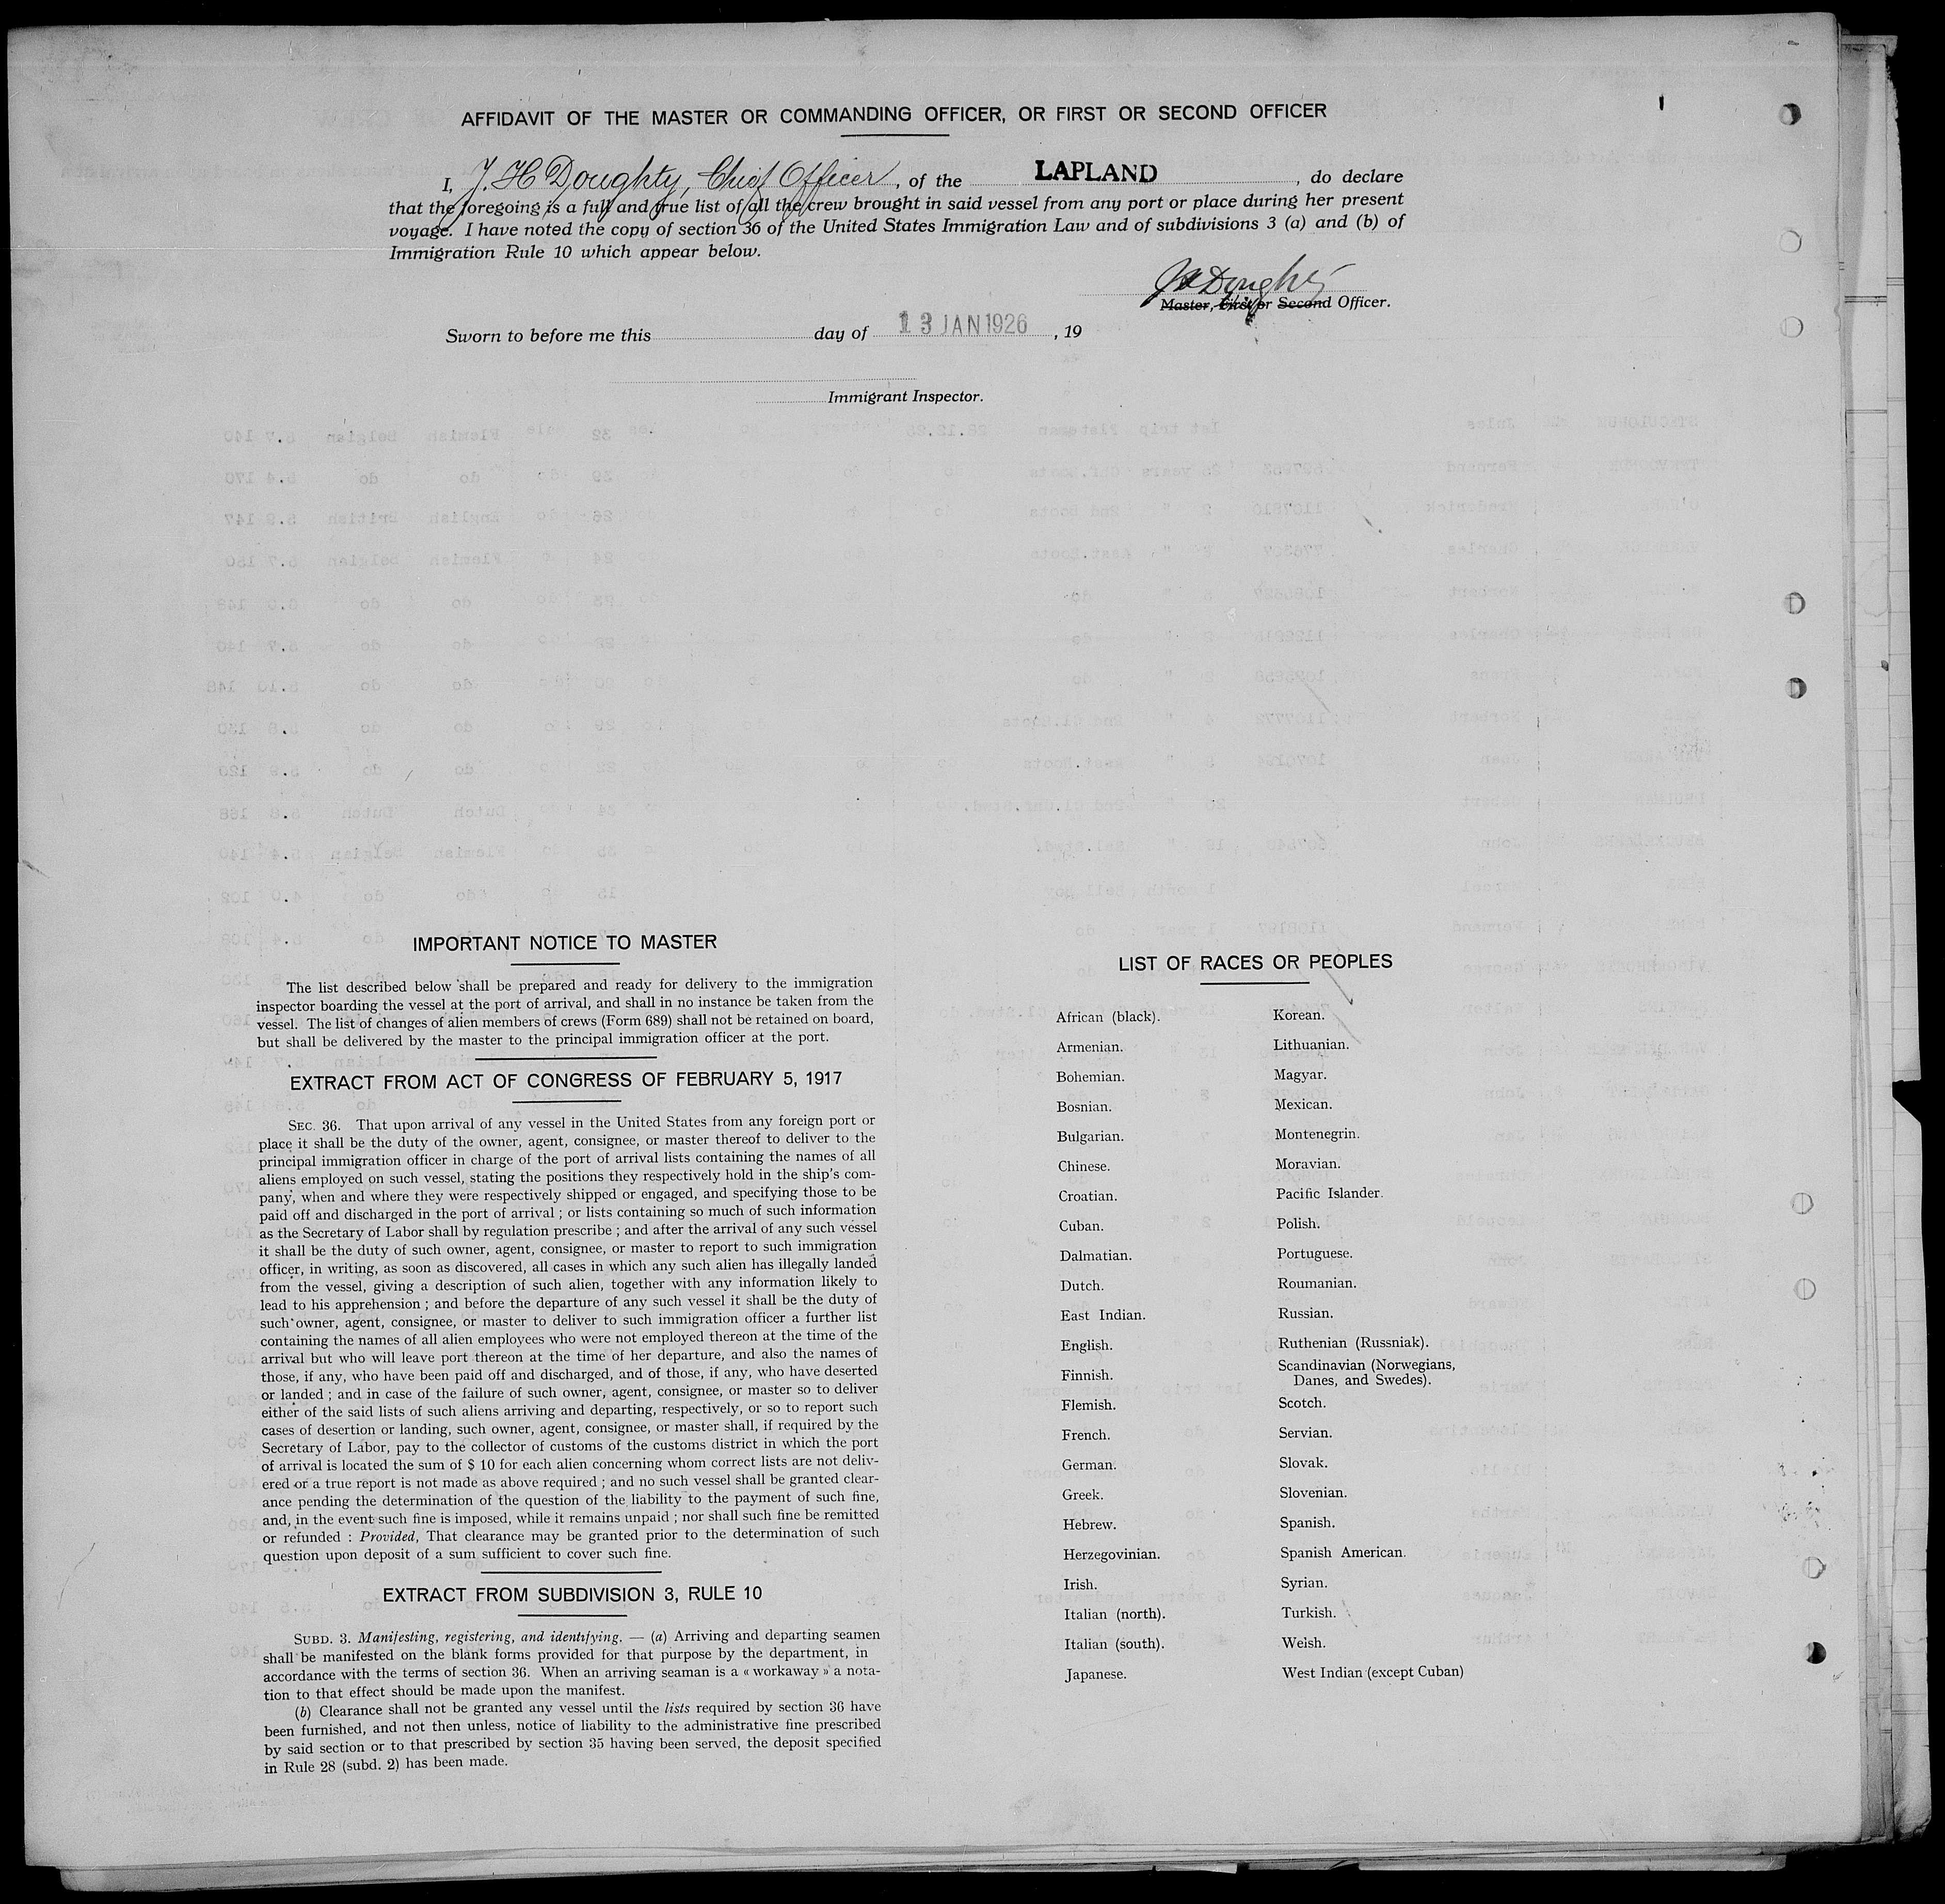 AFFIDAVIT OF THE MASTER OR COMMANDING OFFICER, OR FIRST OR SECOND OFFICER
I, J. H Doughty, Chief Officer, of the LAPLAND, do declare
that the foregoing is a full and true list of all the crew brought in said vessel from any port or place during her present
voyage. I have noted the copy of section 36 of the United States Immigration Law and of subdivisions 3 (a) and (b) of
Immigration Rule 10 which appear below.
JH Doughty
Master, First or Second Officer.
Sworn to before me this day of 13 JAN 1926, 19
Immigrant Inspector.
IMPORTANT NOTICE TO MASTER
The list described below shall be prepared and ready for delivery to the immigration
inspector boarding the vessel at the port of arrival, and shall in no instance be taken from the
vessel. The list of changes of alien members of crews (Form 689) shall not be retained on board,
but shall be delivered by the master to the principal immigration officer at the port.
EXTRACT FROM ACT OF CONGRESS OF FEBRUARY 5, 1917
SEC. 36. That upon arrival of any vessel in the United States from any foreign port or
place it shall be the duty of the owner, agent, consignee, or master thereof to deliver to the
principal immigration officer in charge of the port of arrival lists containing the names of all
aliens employed on such vessel, stating the positions they respectively hold in the ship's com-
pany, when and where they were respectively shipped or engaged, and specifying those to be
paid off and discharged in the port of arrival ; or lists containing so much of such information
as the Secretary of Labor shall by regulation prescribe ; and after the arrival of any such vessel
it shall be the duty of such owner, agent, consignee, or master to report to such immigration
officer, in writing, as soon as discovered, all cases in which any such alien has illegally landed
from the vessel, giving a description of such alien, together with any information likely to
lead to his apprehension ; and before the departure of any such vessel it shall be the duty of
such owner, agent, consignee, or master to deliver to such immigration officer a further list
containing the names of all alien employees who were not employed thereon at the time of the
arrival but who will leave port thereon at the time of her departure, and also the names of
those, if any, who have been paid off and discharged, and of those, if any, who have deserted
or landed ; and in case of the failure of such owner, agent, consignee, or master so to deliver
either of the said lists of such aliens arriving and departing, respectively, or so to report such
cases of desertion or landing, such owner, agent, consignee, or master shall, if required by the
Secretary of Labor, pay to the collector of customs of the customs district in which the port
of arrival is located the sum of $ 10 for each alien concerning whom correct lists are not deliv-
ered or a true report is not made as above required ; and no such vessel shall be granted clear-
ance pending the determination of the question of the liability to the payment of such fine,
and, in the event such fine is imposed, while it remains unpaid ; nor shall such fine be remitted
or refunded : Provided, That clearance may be granted prior to the determination of such
question upon deposit of a sum sufficient to cover such fine.
EXTRACT FROM SUBDIVISION 3, RULE 10
SUBD. 3. Manifesting, registering, and identifying. — (a) Arriving and departing seamen
shall be manifested on the blank forms provided for that purpose by the department, in
accordance with the terms of section 36. When an arriving seaman is a « workaway » a nota-
tion to that effect should be made upon the manifest.
(b) Clearance shall not be granted any vessel until the lists required by section 36 have
been furnished, and not then unless, notice of liability to the administrative fine prescribed
by said section or to that prescribed by section 35 having been served, the deposit specified
in Rule 28 (subd. 2) has been made.
LIST OF RACES OR PEOPLES
African (black).
Armenian.
Bohemian.
Bosnian.
Bulgarian.
Chinese.
Croatian.
Cuban.
Dalmatian.
Dutch.
East Indian.
English.
Finnish.
Flemish.
French.
German.
Greek.
Hebrew.
Herzegovinian.
Irish.
Italian (north).
Italian (south).
Japanese.
Korean.
Lithuanian.
Magyar.
Mexican.
Montenegrin.
Moravian.
Pacific Islander.
Polish.
Portuguese.
Roumanian.
Russian.
Ruthenian (Russniak).
Scandinavian (Norwegians,
Danes, and Swedes).
Scotch.
Servian.
Slovak.
Slovenian.
Spanish.
Spanish American.
Syrian.
Turkish.
Welsh.
West Indian (except Cuban)